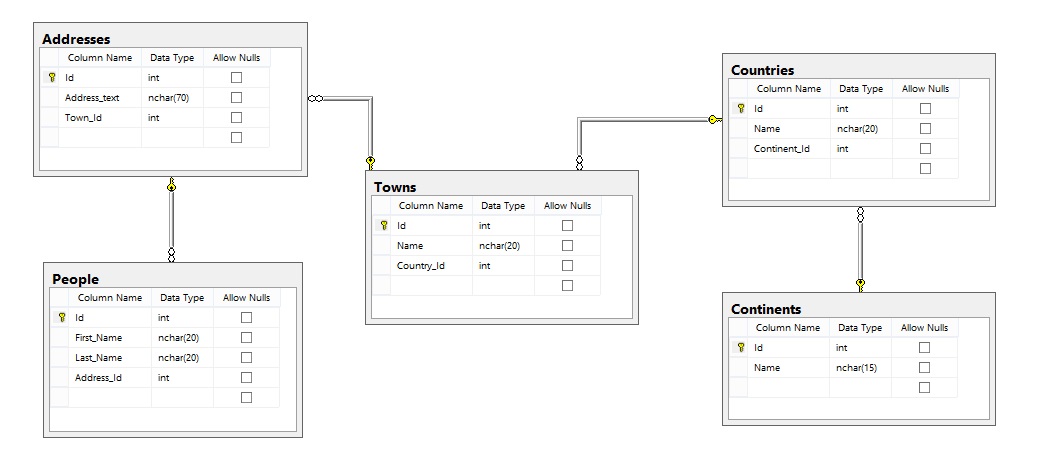 Addresses
Column Name Data Type Allow Nulls
Id int
Address_text nchar(70)
Town_Id int
People
Column Name Data Type Allow Nulls
Id int
First_Name nchar(20)
Last_Name nchar(20)
Address_Id int
Towns
Column Name Data Type Allow Nulls
Id int
Name nchar(20)
Country_Id int
Countries
Column Name Data Type Allow Nulls
Id int
Name nchar(20)
Continent_Id int
Continents
Column Name Data Type Allow Nulls
Id int
Name nchar(15)